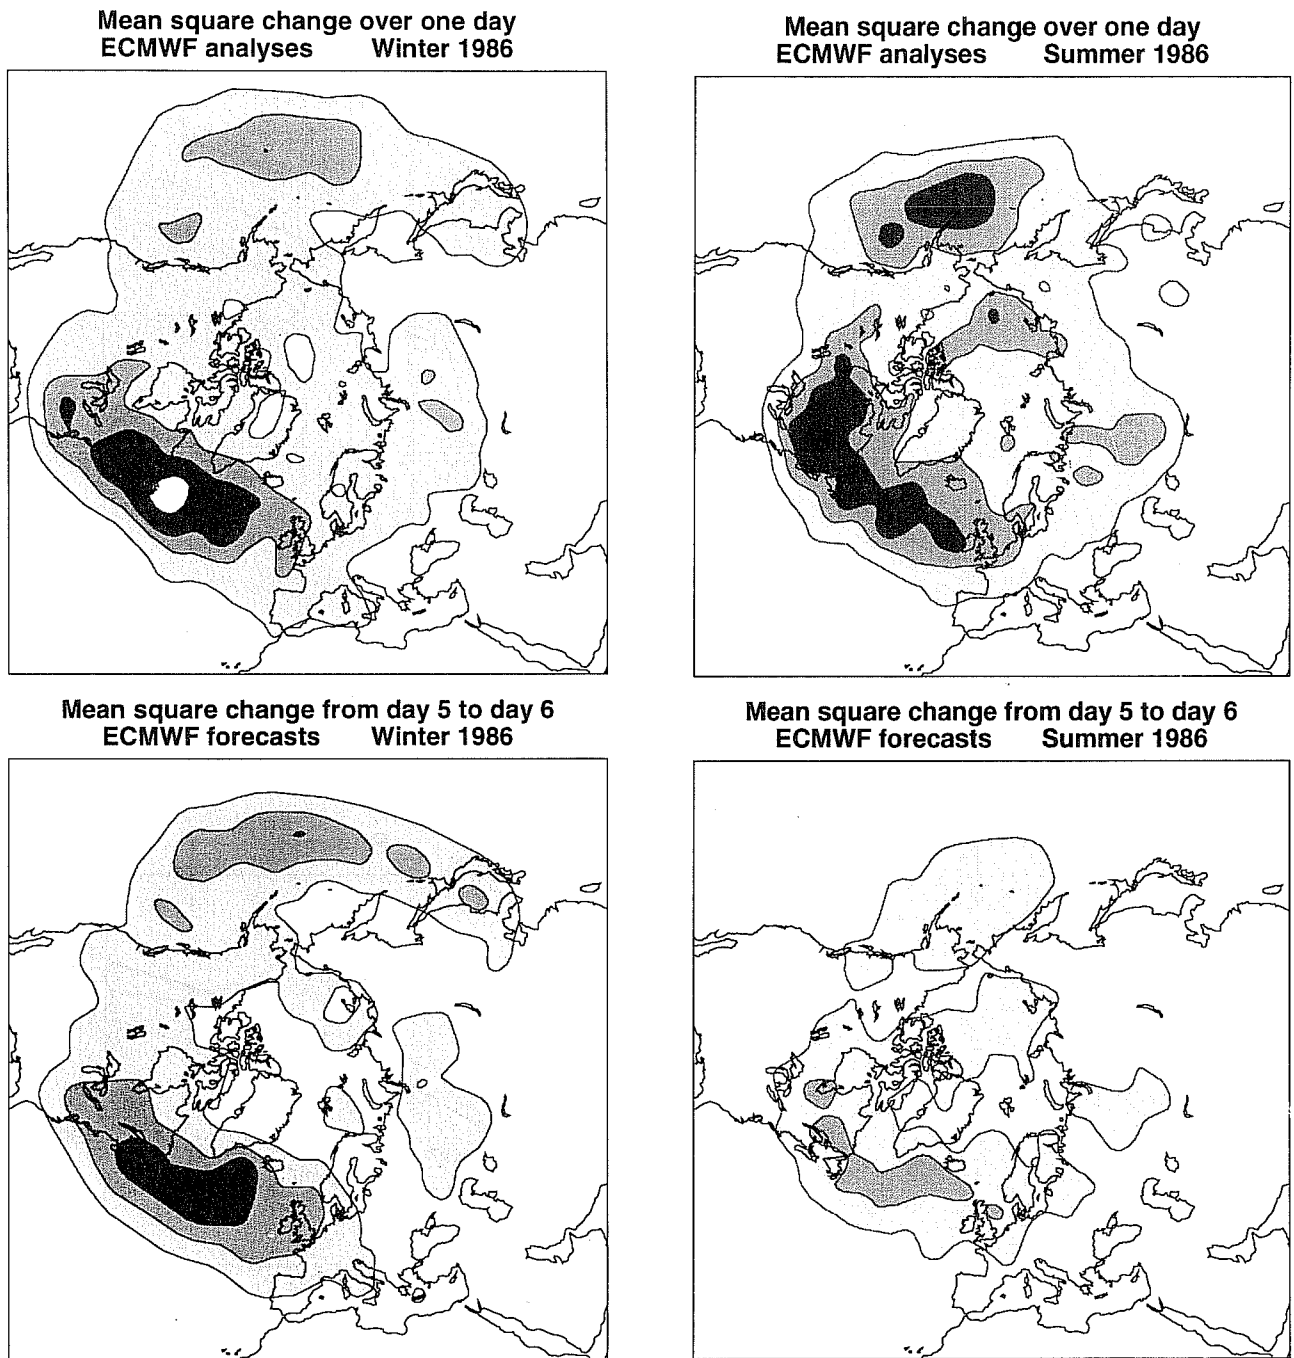 Mean square change over one day
ECMWF analyses Winter 1986
Mean square change over one day
ECMWF analyses Summer 1986
Mean square change from day 5 to day 6
ECMWF forecasts Winter 1986
Mean square change from day 5 to day 6
ECMWF forecasts Summer 1986